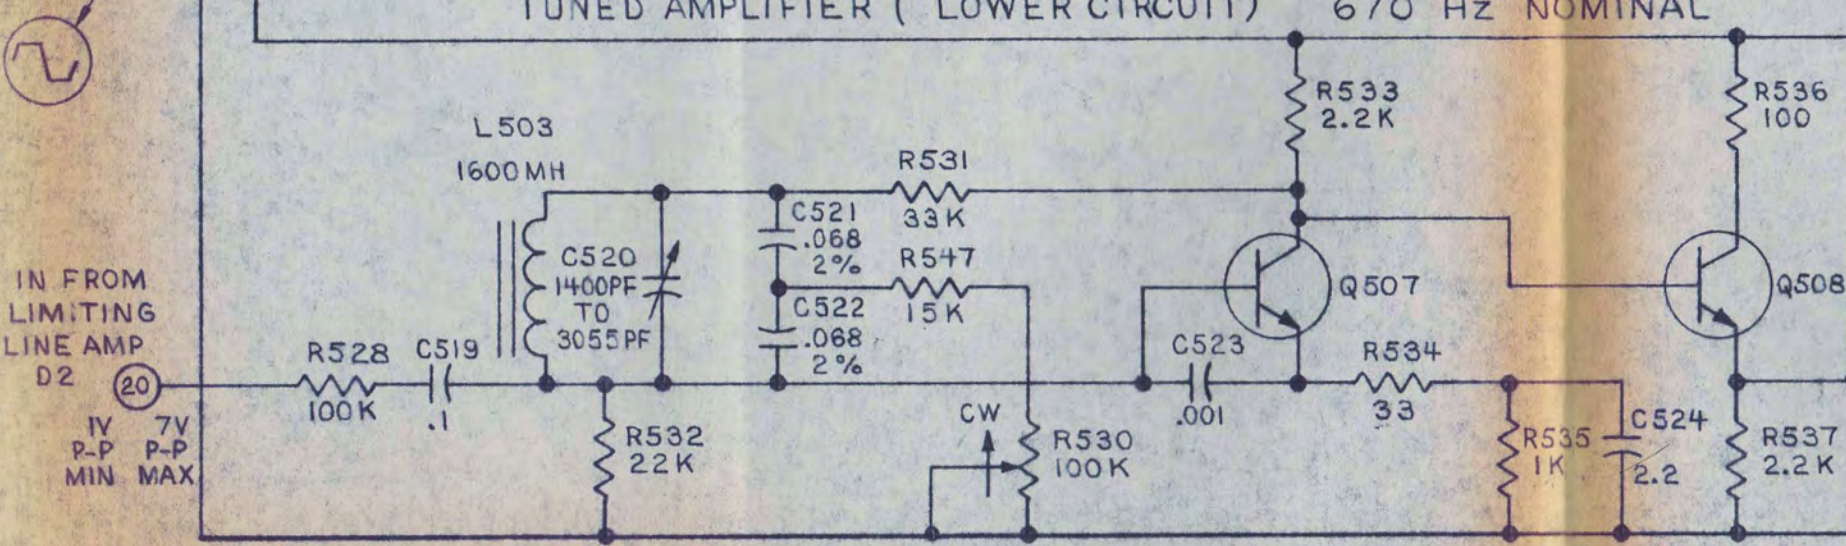 TUNED AMPLIFIER ( LOWER CIRCUIT) 670 HZ NOMINAL
R533
2.2K
R536
100
L503
1600MH
R531
33K
C521
.068
2%
C520
1400PF
TO
3055PF
R547
15K
C522
.068
2%
Q507
Q508
IN FROM
LIMITING
LINE AMP
D2
20
1V 7V
P-P P-P
MIN MAX
R528
100K
C519
.1
C523
.001
R534
33
R532
22K
CW
R530
100K
R535
1K
C524
2.2
R537
2.2K